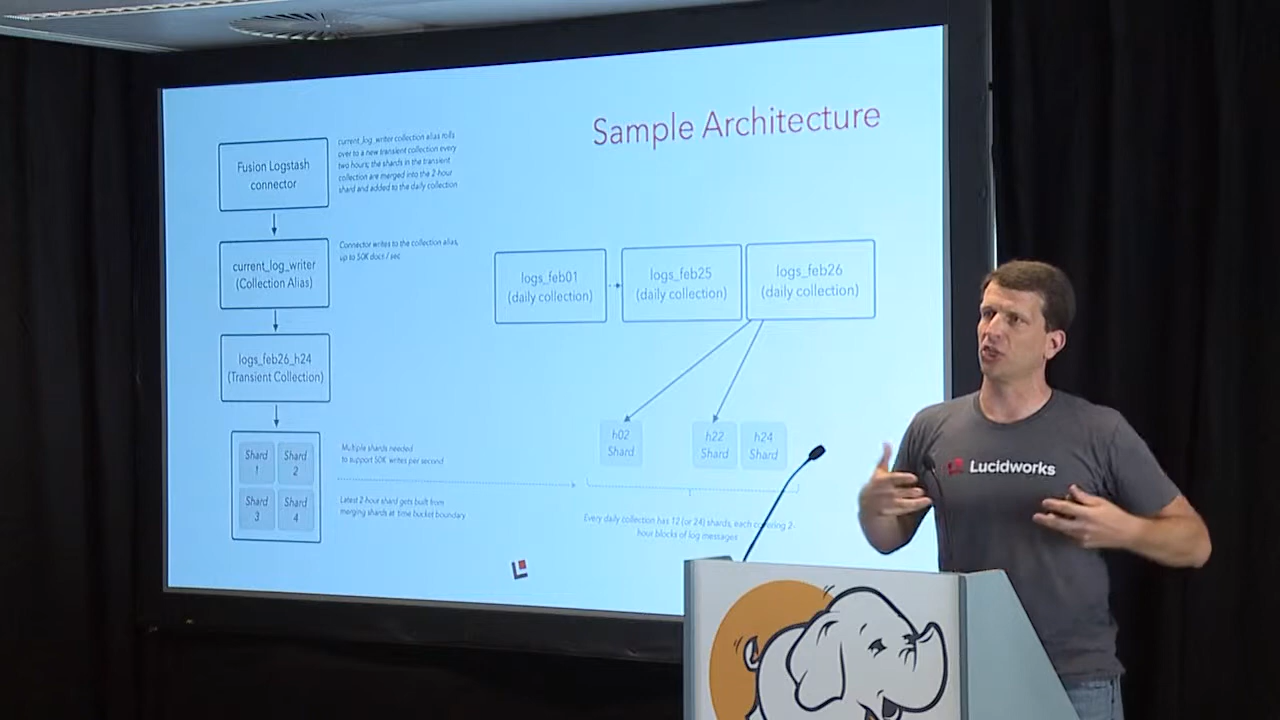 Sample Architecture
Fusion Logstash
connector
current_log_writer collection alias rolls
over to a new transient collection every
two hours; the shards in the transient
collection are merged into the 2-hour
shard and added to the daily collection
current_log_writer
(Collection Alias)
Connector writes to the collection alias,
up to 50K docs / sec
logs_feb26_h24
(Transient Collection)
Shard
1
Shard
2
Shard
3
Shard
4
Multiple shards needed
to support 50K writes per second
Latest 2-hour shard gets built from
merging shards at time bucket boundary
logs_feb01
(daily collection)
logs_feb25
(daily collection)
logs_feb26
(daily collection)
h02
Shard
h22
Shard
h24
Shard
Every daily collection has 12 (or 24) shards, each covering 2-
hour blocks of log messages
Lucidworks